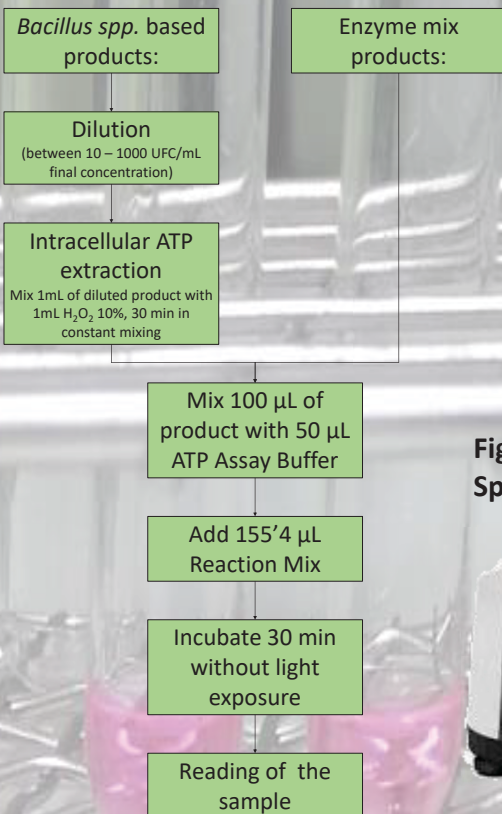 Bacillus spp. based
products:
Enzyme mix
products:
Dilution
(between 10 – 1000 UFC/mL
final concentration)
Intracellular ATP
extraction
Mix 1mL of diluted product with
1mL H₂O₂ 10%, 30 min in
constant mixing
Mix 100 µL of
product with 50 µL
ATP Assay Buffer
Add 155’4 µL
Reaction Mix
Incubate 30 min
without light
exposure
Reading of the
sample
Fig
Sp